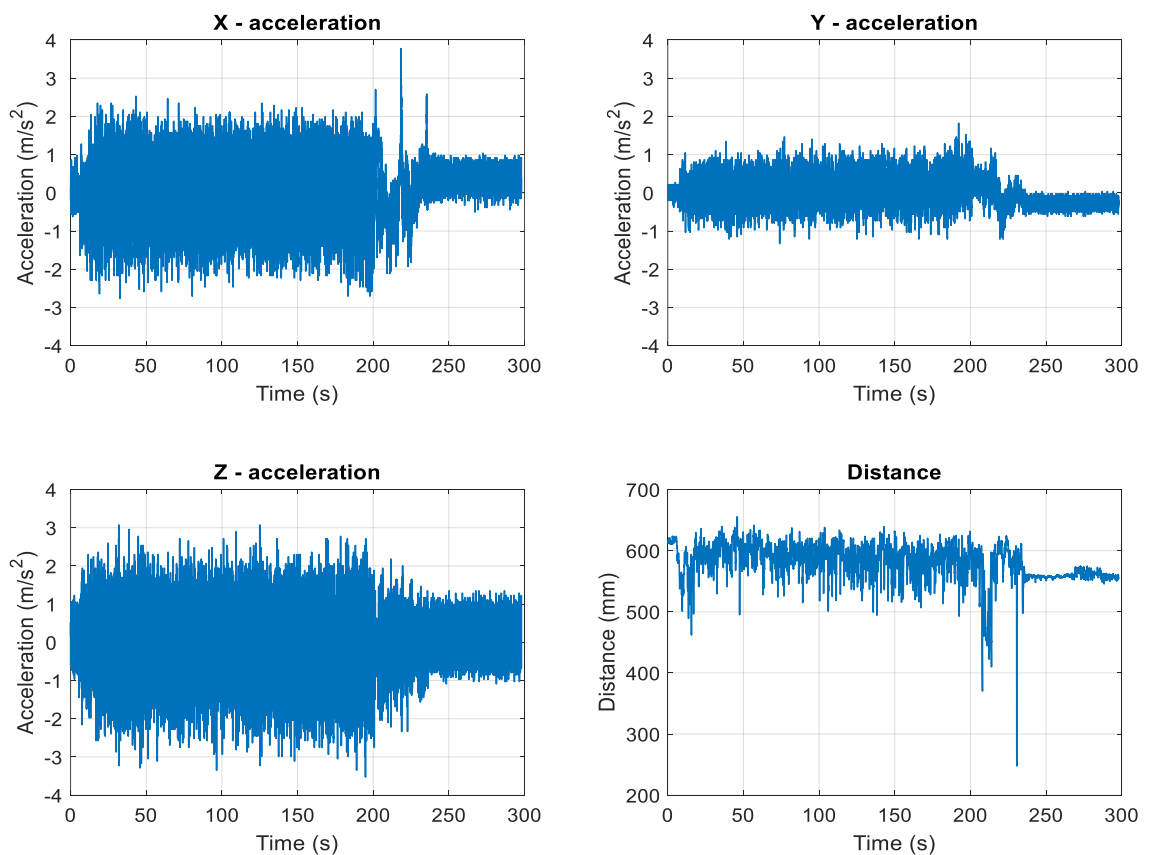 X - acceleration
4
3
2
1
0
-1
-2
-3
-4
Acceleration (m/s²)
0 50 100 150 200 250 300
Time (s)
Y - acceleration
4
3
2
1
0
-1
-2
-3
-4
Acceleration (m/s²)
0 50 100 150 200 250 300
Time (s)
Z - acceleration
4
3
2
1
0
-1
-2
-3
-4
Acceleration (m/s²)
0 50 100 150 200 250 300
Time (s)
Distance
700
600
500
400
300
200
Distance (mm)
0 50 100 150 200 250 300
Time (s)